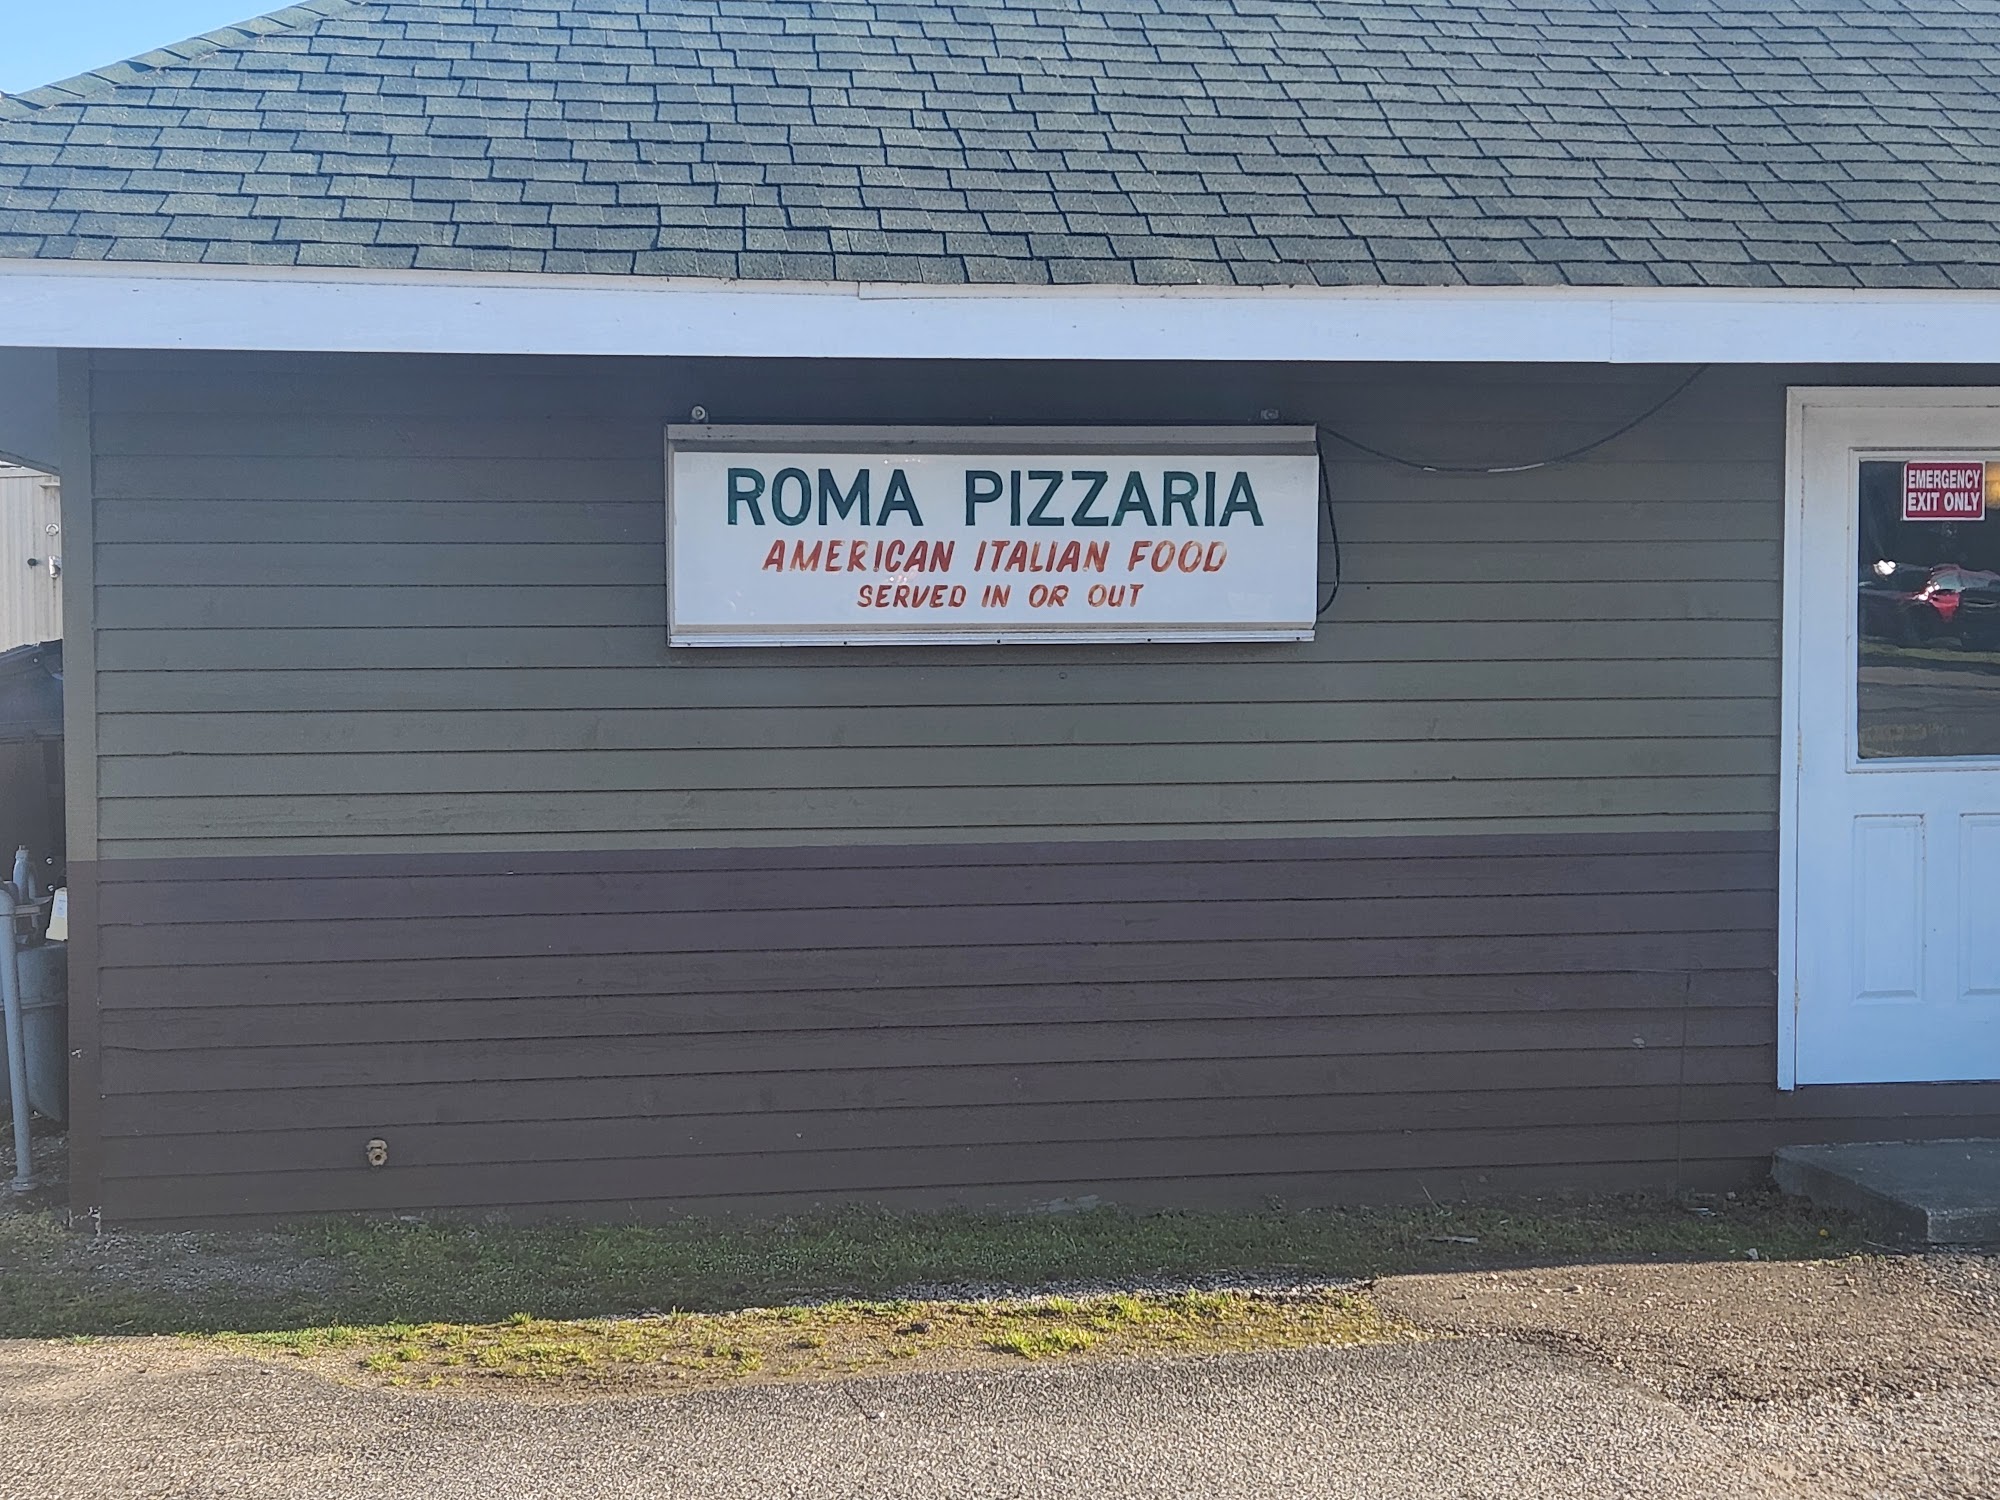 ROMA PIZZARIA
AMERICAN ITALIAN FOOD
SERVED IN OR OUT
EMERGENCY
EXIT ONLY